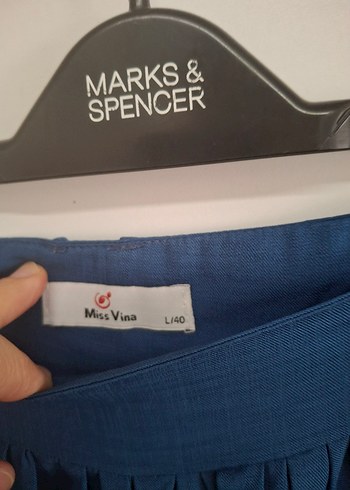 MARKS &
SPENCER
Miss Vina
L/40